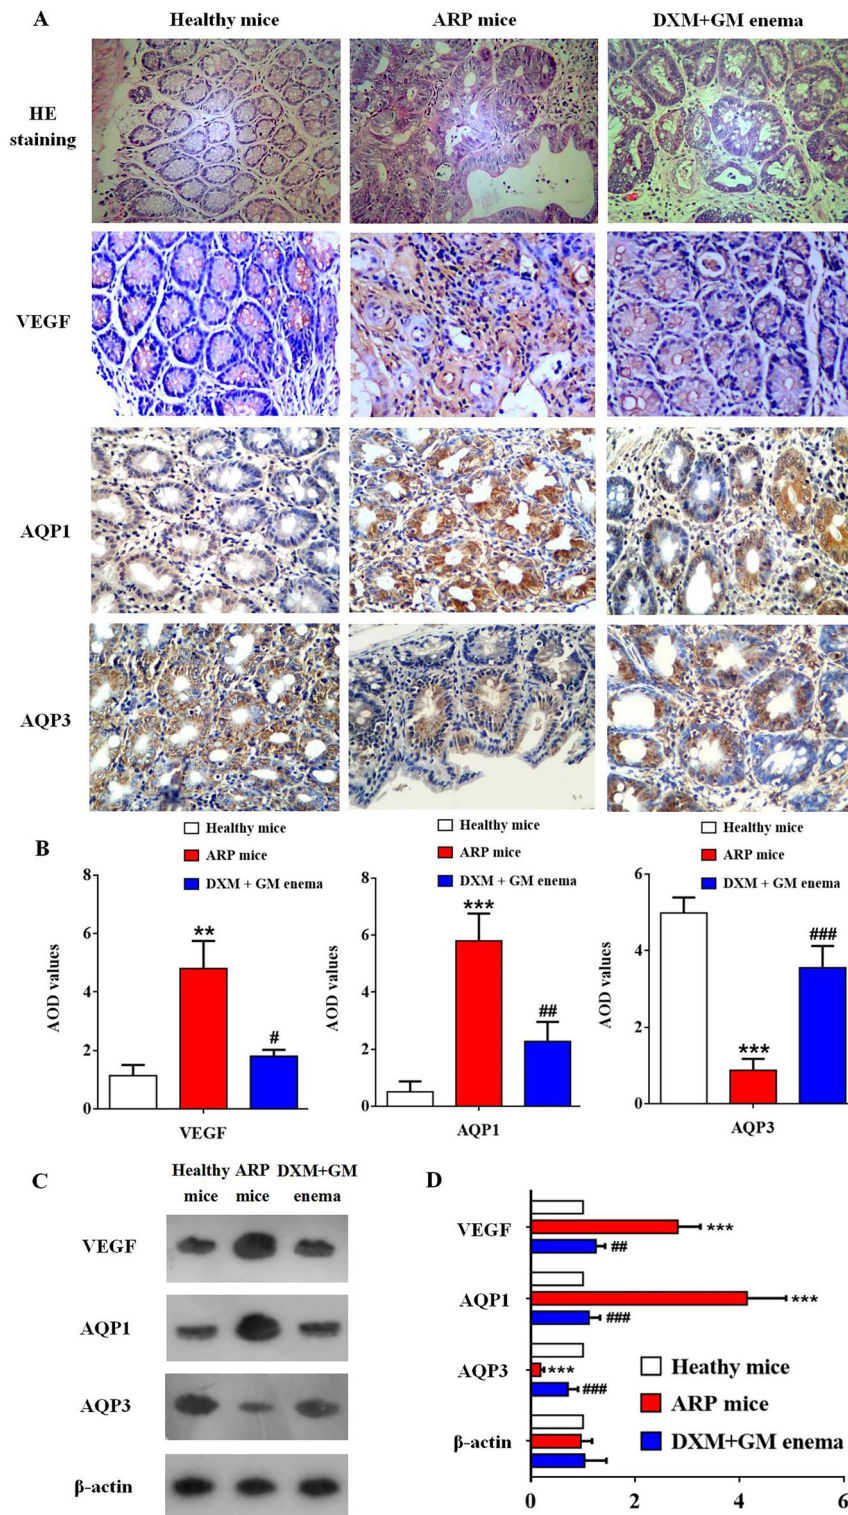 A
Healthy mice
ARP mice
DXM+GM enema
HE
staining
VEGF
AQP1
AQP3
B
Healthy mice
ARP mice
DXM + GM enema
AOD values
8
6
4
2
0
**
#
VEGF
Healthy mice
ARP mice
DXM + GM enema
AOD values
8
6
4
2
0
***
##
AQP1
Healthy mice
ARP mice
DXM + GM enema
AOD values
6
4
2
0
***
###
AQP3
C
Healthy
mice
ARP
mice
DXM+GM
enema
VEGF
AQP1
AQP3
β-actin
D
VEGF
***
##
AQP1
***
###
AQP3
***
###
β-actin
Heathy mice
ARP mice
DXM+GM enema
0
2
4
6